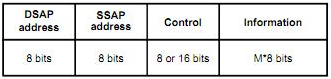 DSAP address SSAP address Control Information
8 bits 8 bits 8 or 16 bits M*8 bits